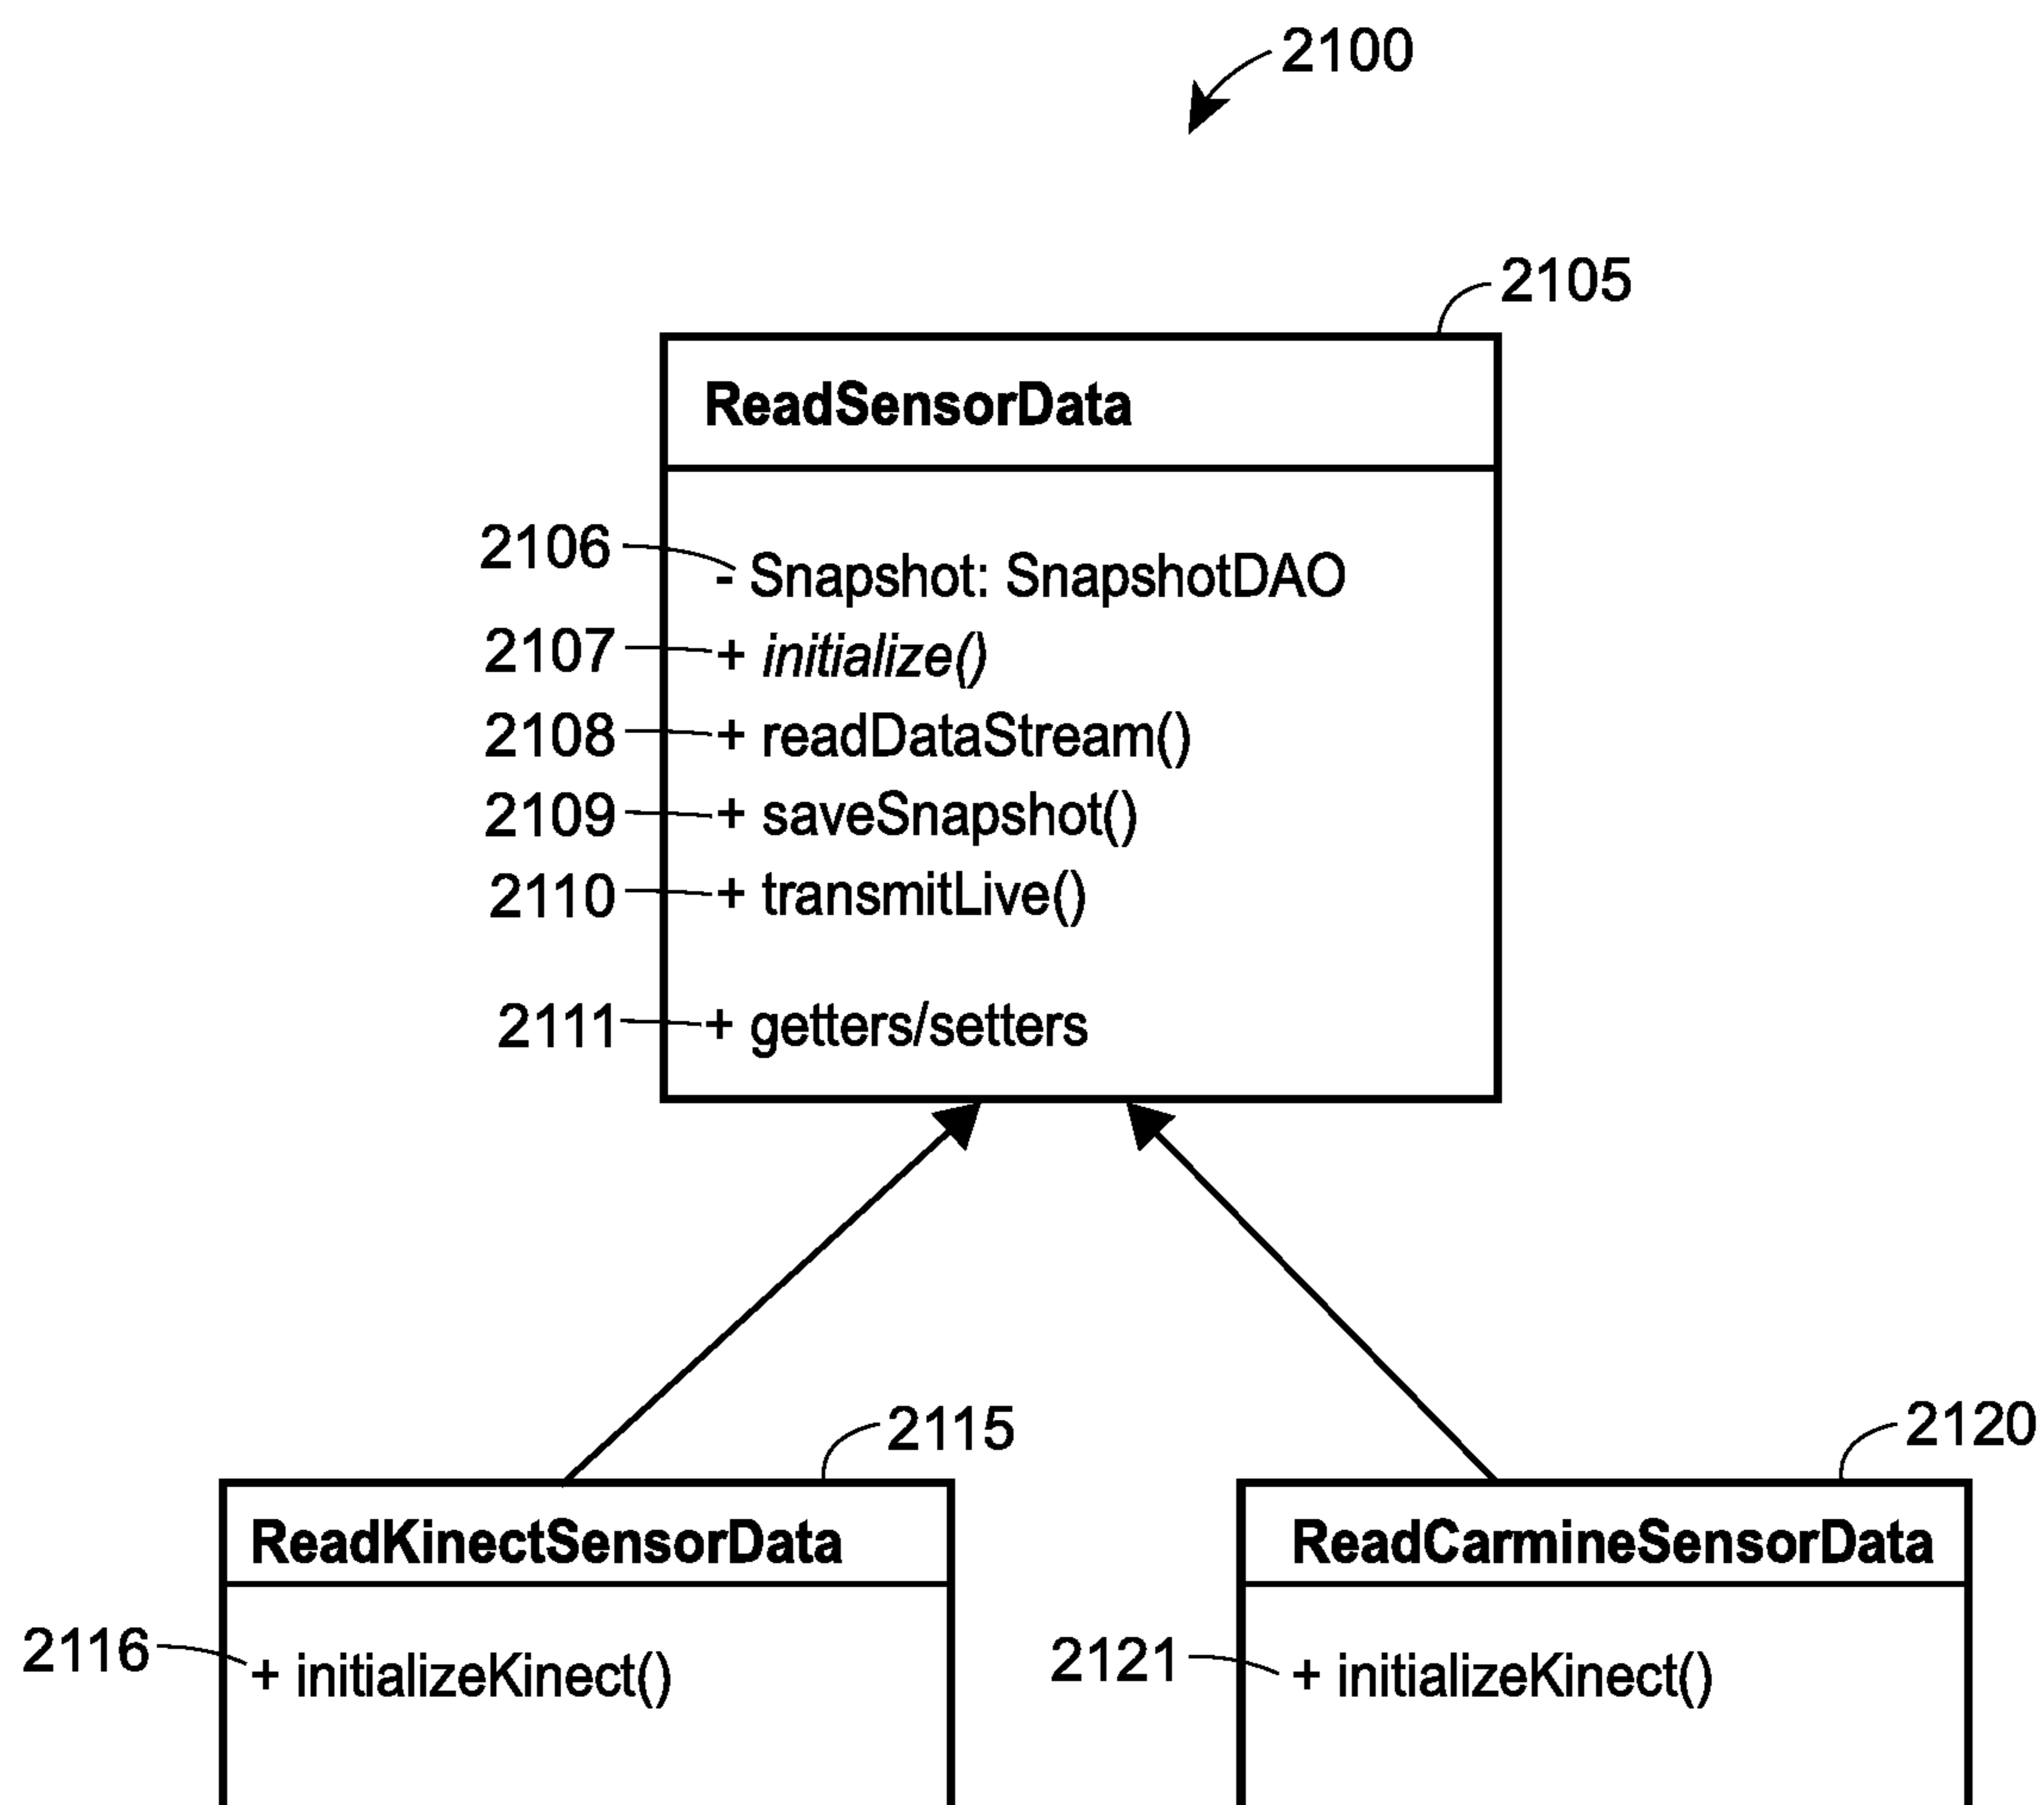 2100
2105
ReadSensorData
2106 - Snapshot: SnapshotDAO
2107 + initialize()
2108 + readDataStream()
2109 + saveSnapshot()
2110 + transmitLive()
2111 + getters/setters
2115
2120
ReadKinectSensorData
ReadCarmineSensorData
2116 + initializeKinect()
2121 + initializeKinect()